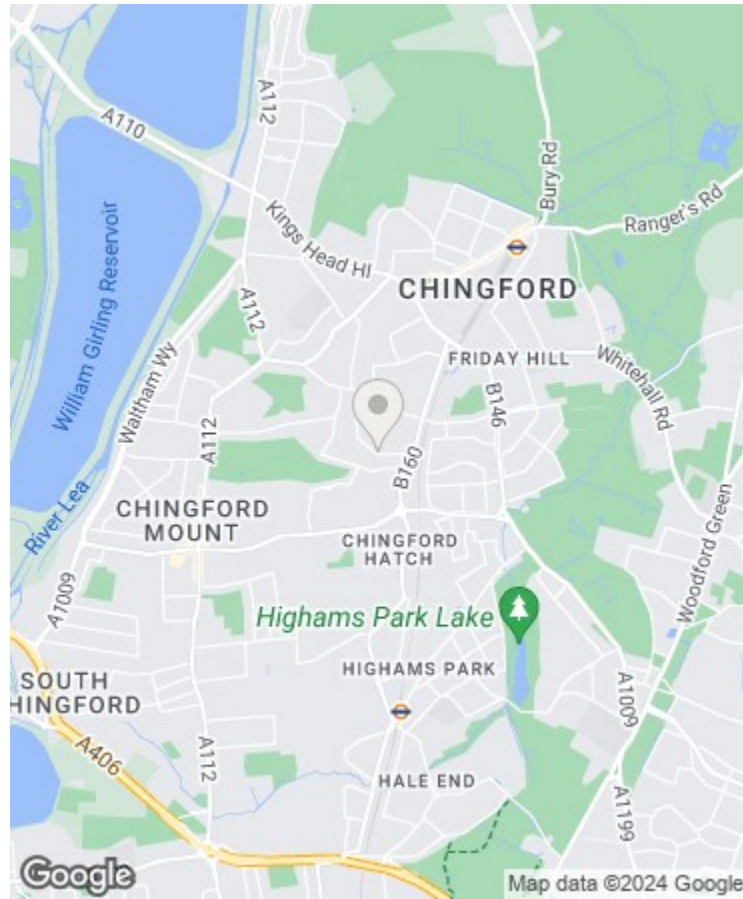 A112
A110
Bury Rd
Ranger's Rd
Kings Head Hl
CHINGFORD
William Girling Reservoir
A112
FRIDAY HILL
Whitehall Rd
Waltham Wy
B146
A112
B160
CHINGFORD
MOUNT
River Lea
CHINGFORD
HATCH
Woodford Green
A1009
Highams Park Lake
HIGHAMS PARK
SOUTH
HINGFORD
A1009
A406
A112
HALE END
A1199
Google
Map data ©2024 Google